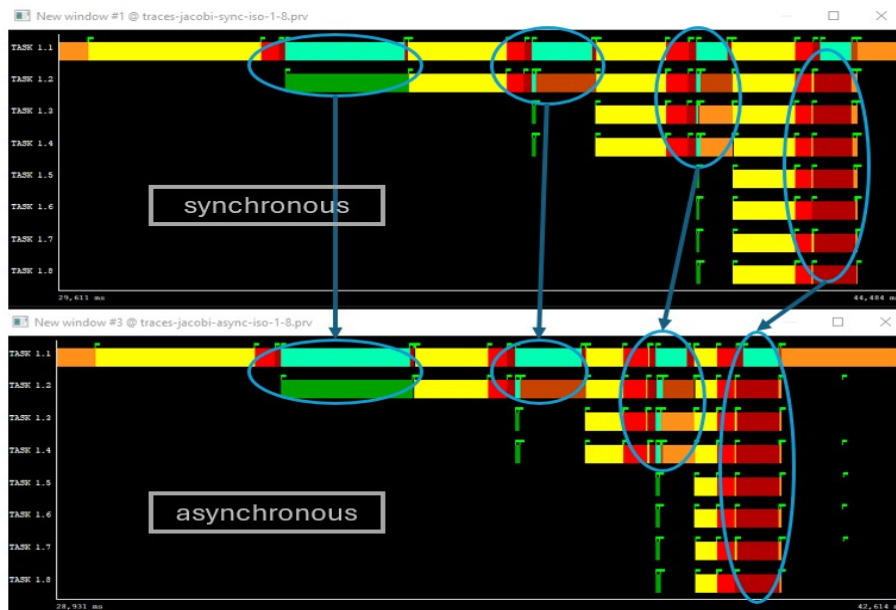 New window #1 @ traces-jacobi-sync-iso-1-8.prv
TASK 1.1
TASK 1.2
TASK 1.3
TASK 1.4
TASK 1.5
TASK 1.6
TASK 1.7
TASK 1.8
synchronous
29,611 ms
44,484 ms
New window #3 @ traces-jacobi-async-iso-1-8.prv
TASK 1.1
TASK 1.2
TASK 1.3
TASK 1.4
TASK 1.5
TASK 1.6
TASK 1.7
TASK 1.8
asynchronous
28,931 ms
42,614 ms